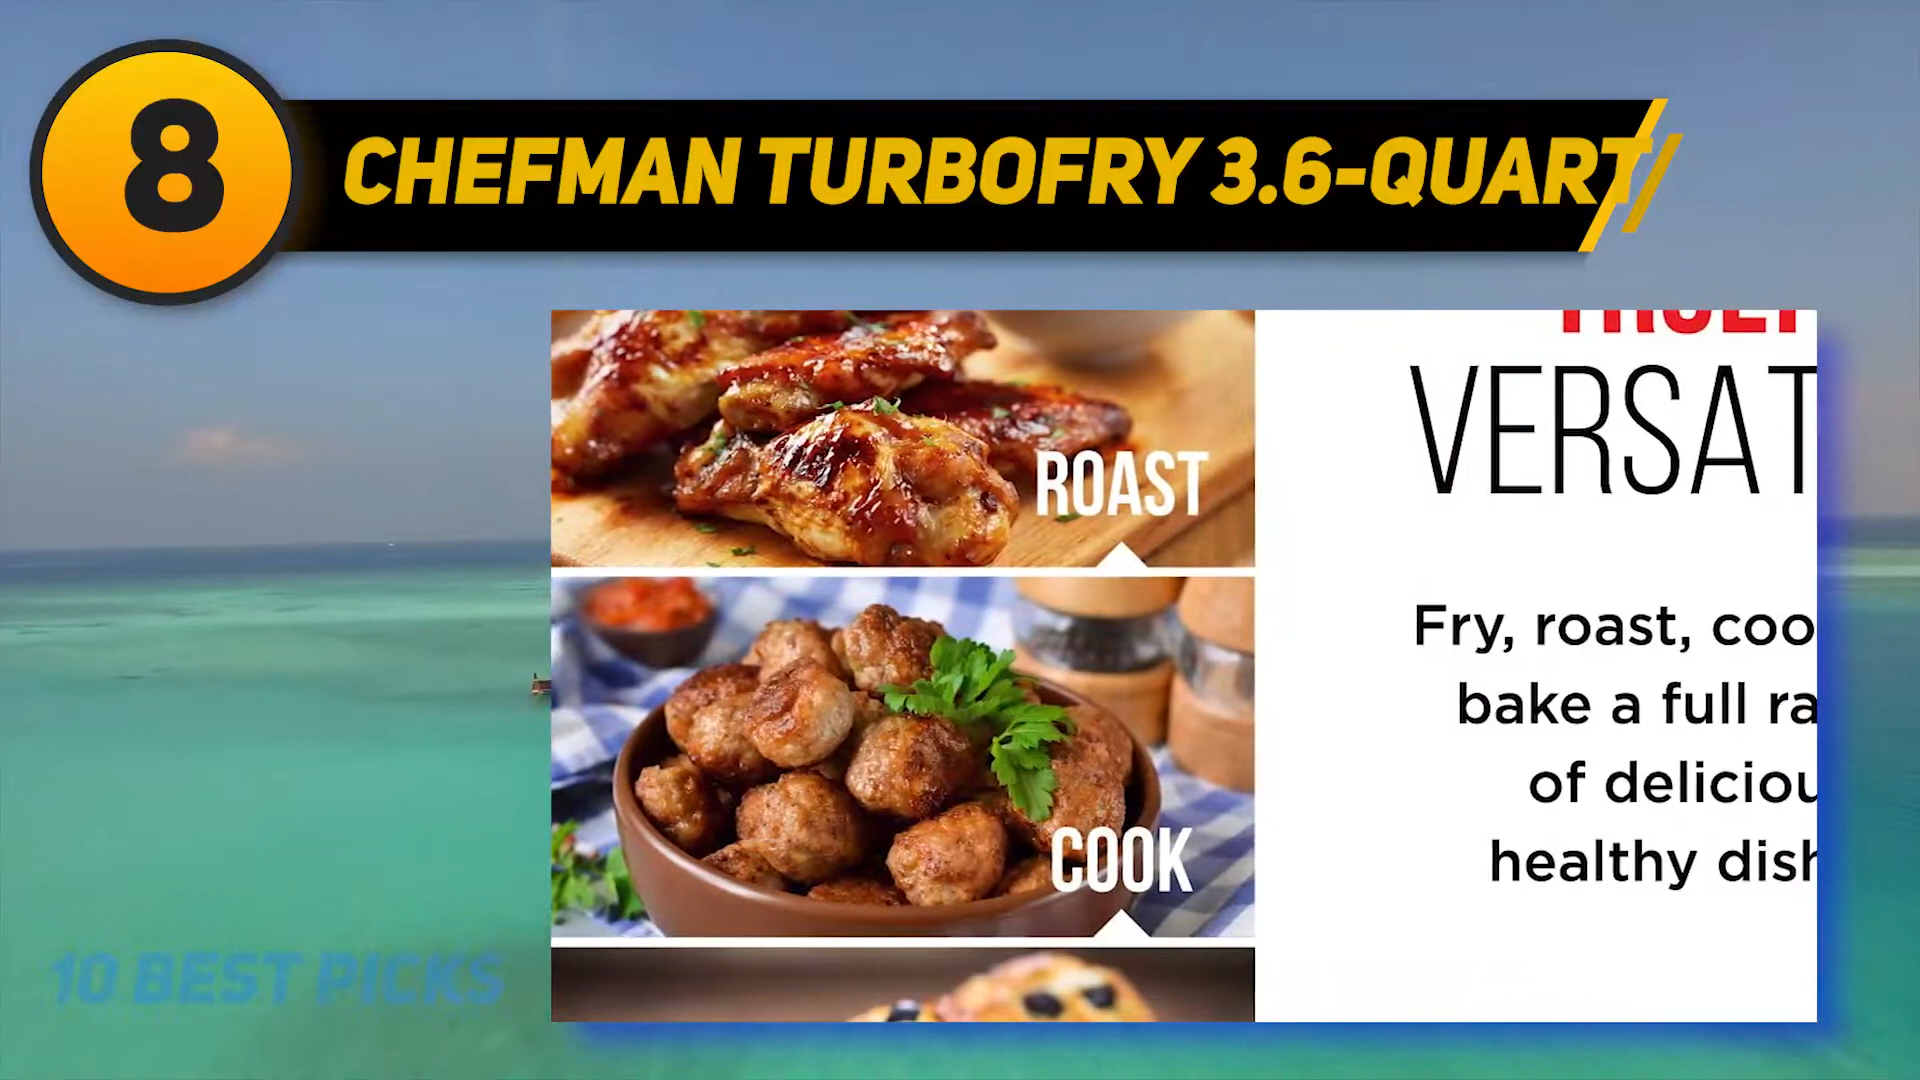 8
CHEFMAN TURBOFRY 3.6-QUART
ROAST
COOK
VERSAT
Fry, roast, coo
bake a full ra
of deliciou
healthy dish
10 BEST PICKS